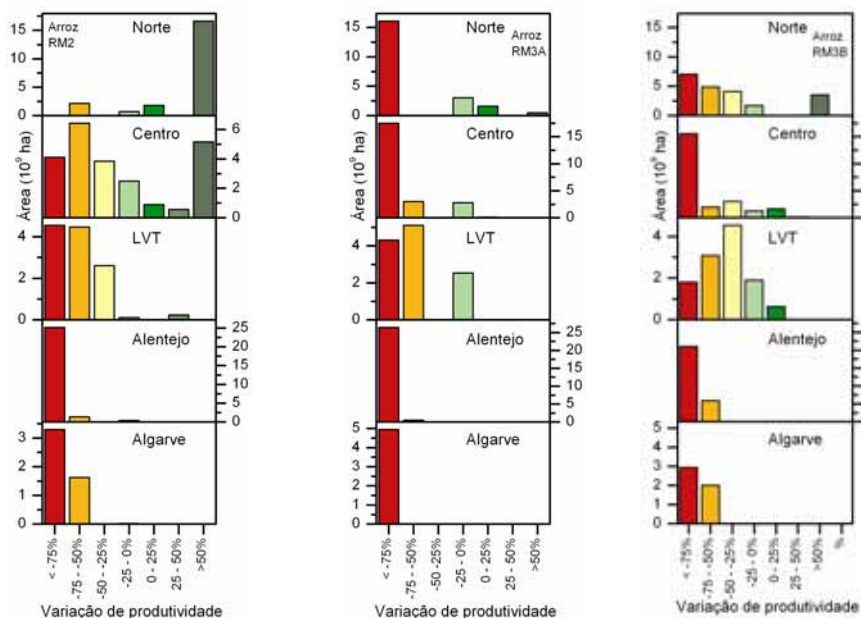 Arroz
RM2
Norte
15
10
5
0
Centro
6
4
2
0
LVT
4
2
0
Alentejo
25
20
15
10
5
0
Algarve
3
2
1
0
Área (10⁹ ha)
< -75%
-75 - -50%
-50 - -25%
-25 - 0%
0 - 25%
25 - 50%
>50%
Variação de produtividade
Norte
Arroz
RM3A
15
10
5
0
Centro
15
10
5
0
LVT
4
2
0
Alentejo
25
20
15
10
5
0
Algarve
5
4
3
2
1
0
Área (10⁹ ha)
< -75%
-75 - -50%
-50 -25%
-25 - 0%
0 - 25%
25 - 50%
>50%
Variação de produtividade
Norte
Arroz
RM3B
15
10
5
0
Centro
LVT
4
2
0
Alentejo
Algarve
5
4
3
2
1
0
Área (10⁹ ha)
< -75%
-75 - -50%
-50 - -25%
-25 - 0%
0 - 25%
25 - 50%
>50%
%
Variação de produtividade